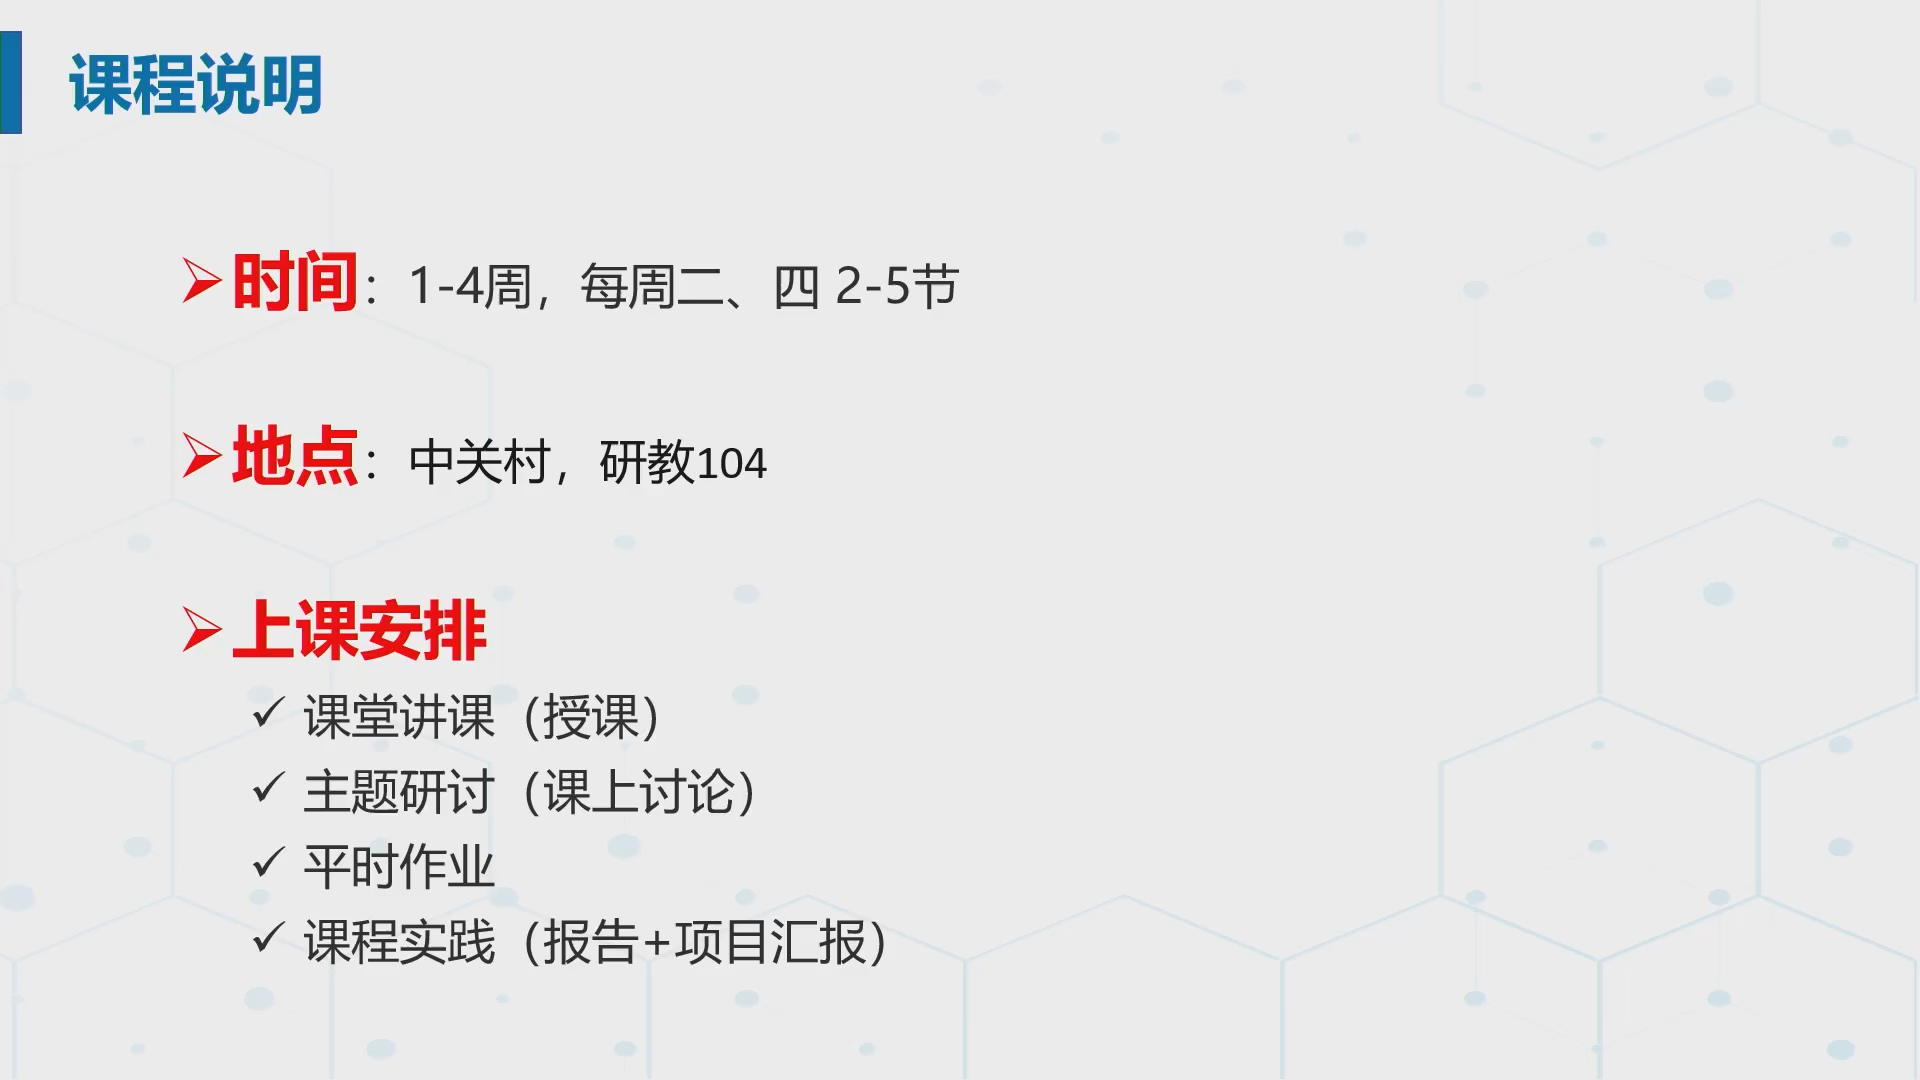 课程说明
时间：1-4周，每周二、四 2-5节
地点：中关村，研教104
上课安排
课堂讲课（授课）
主题研讨（课上讨论）
平时作业
课程实践（报告+项目汇报）